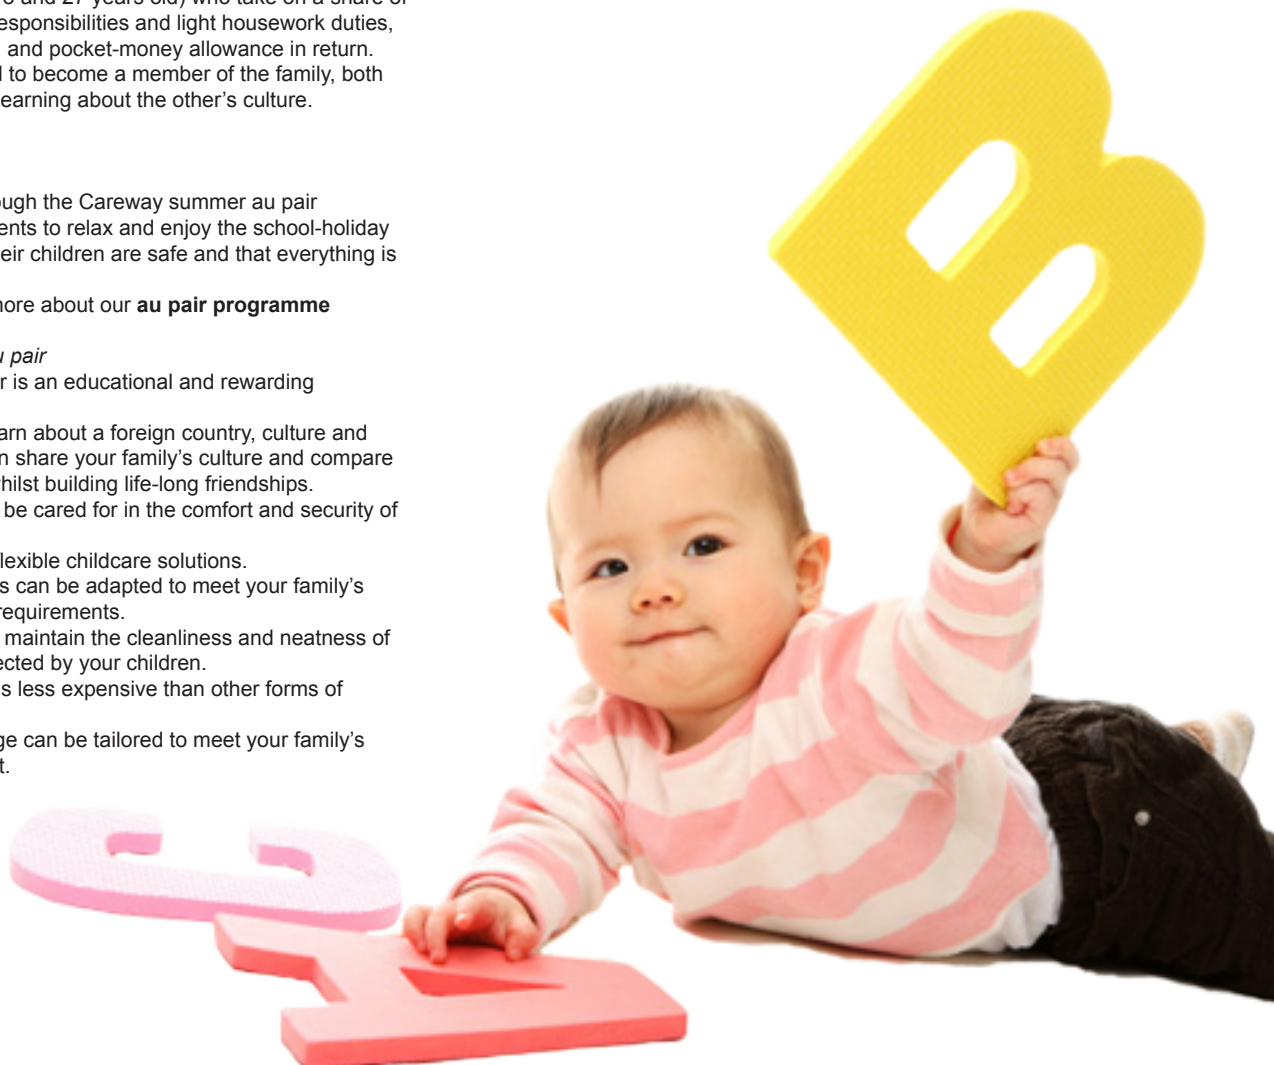 and 27 years old) who take on a share of
esponsibilities and light housework duties,
and pocket-money allowance in return.
to become a member of the family, both
earning about the other's culture.
ough the Careway summer au pair
ents to relax and enjoy the school-holiday
eir children are safe and that everything is
more about our au pair programme
pair
r is an educational and rewarding
arn about a foreign country, culture and
n share your family's culture and compare
hilst building life-long friendships.
be cared for in the comfort and security of
flexible childcare solutions.
s can be adapted to meet your family's
requirements.
maintain the cleanliness and neatness of
ected by your children.
s less expensive than other forms of
ge can be tailored to meet your family's
t.
B
C
A